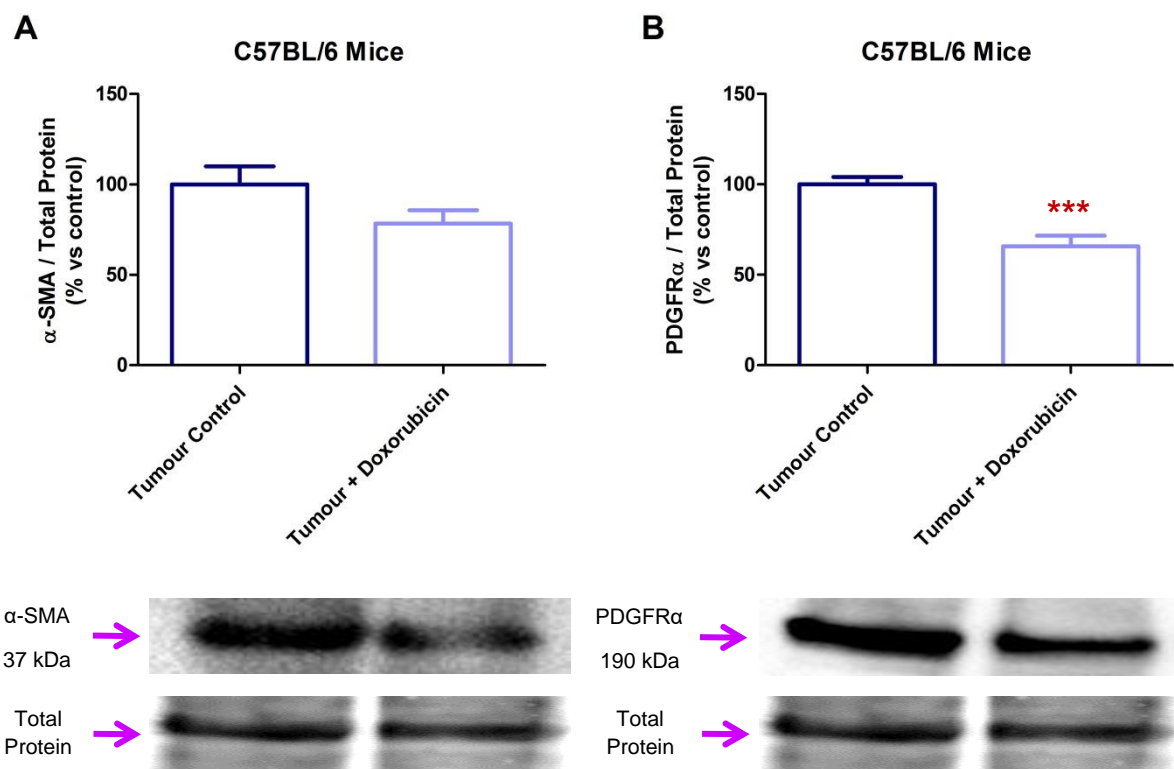 A
C57BL/6 Mice
α-SMA / Total Protein
(% vs control)
150
100
50
0
Tumour Control
Tumour + Doxorubicin
B
C57BL/6 Mice
PDGFRα / Total Protein
(% vs control)
150
100
50
0
***
Tumour Control
Tumour + Doxorubicin
α-SMA
37 kDa
Total
Protein
PDGFRα
190 kDa
Total
Protein